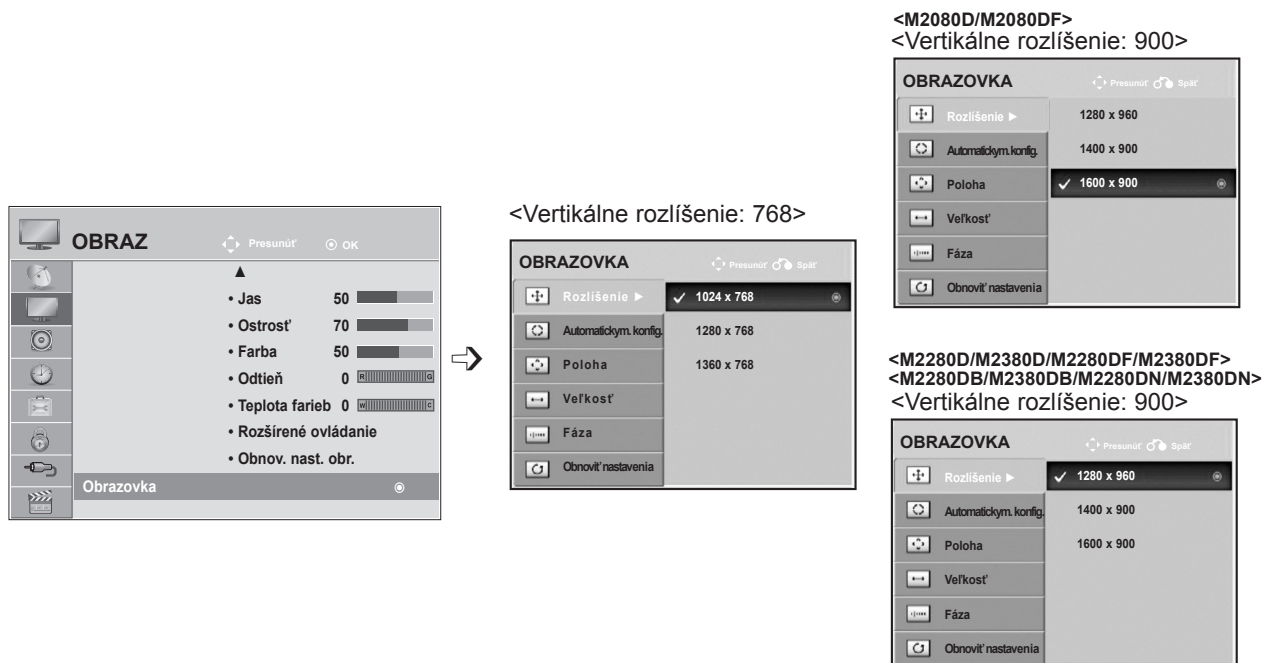 OBRAZ
Presunúť
OK
• Jas 50
• Ostrosť 70
• Farba 50
• Odtieň 0 R G
• Teplota farieb 0 W C
• Rozšírené ovládanie
• Obnov. nast. obr.
Obrazovka
<Vertikálne rozlíšenie: 768>
OBRAZOVKA
Presunúť Späť
Rozlíšenie ► ✓ 1024 x 768
Automatickym. konfig. 1280 x 768
Poloha 1360 x 768
Veľkosť
Fáza
Obnoviť nastavenia
<M2080D/M2080DF>
<Vertikálne rozlíšenie: 900>
OBRAZOVKA
Presunúť Späť
Rozlíšenie ► 1280 x 960
Automatickym. konfig. 1400 x 900
Poloha ✓ 1600 x 900
Veľkosť
Fáza
Obnoviť nastavenia
<M2280D/M2380D/M2280DF/M2380DF>
<M2280DB/M2380DB/M2280DN/M2380DN>
<Vertikálne rozlíšenie: 900>
OBRAZOVKA
Presunúť Späť
Rozlíšenie ► ✓ 1280 x 960
Automatickym. konfig. 1400 x 900
Poloha 1600 x 900
Veľkosť
Fáza
Obnoviť nastavenia